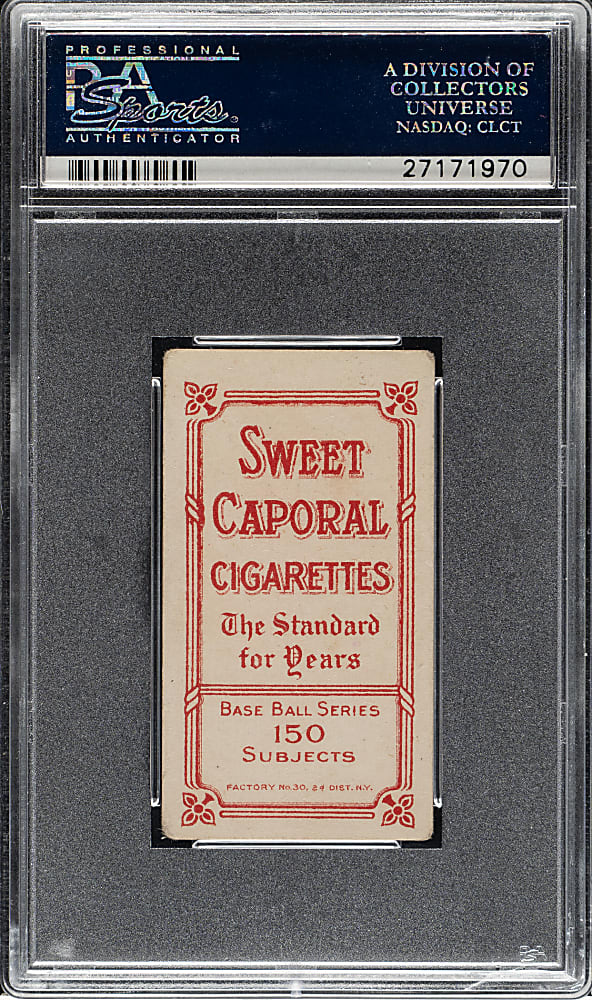 PROFESSIONAL
PSA
Sports
AUTHENTICATOR
A DIVISION OF
COLLECTORS
UNIVERSE
NASDAQ: CLCT
27171970
SWEET
CAPORAL
CIGARETTES
The Standard
for Years
BASE BALL SERIES
150
SUBJECTS
FACTORY No. 30, 2d DIST. N.Y.
PSA